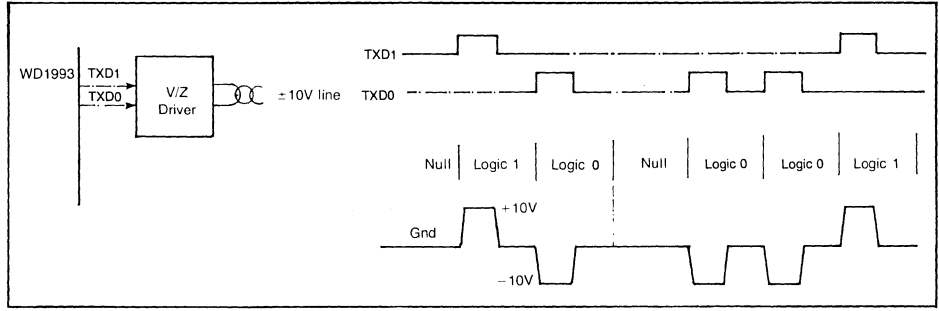 WD1993
TXD1
TXD0
V/Z
Driver
±10V line
TXD1
TXD0
Null Logic 1 Logic 0 Null Logic 0 Logic 0 Logic 1
+10V
Gnd
−10V